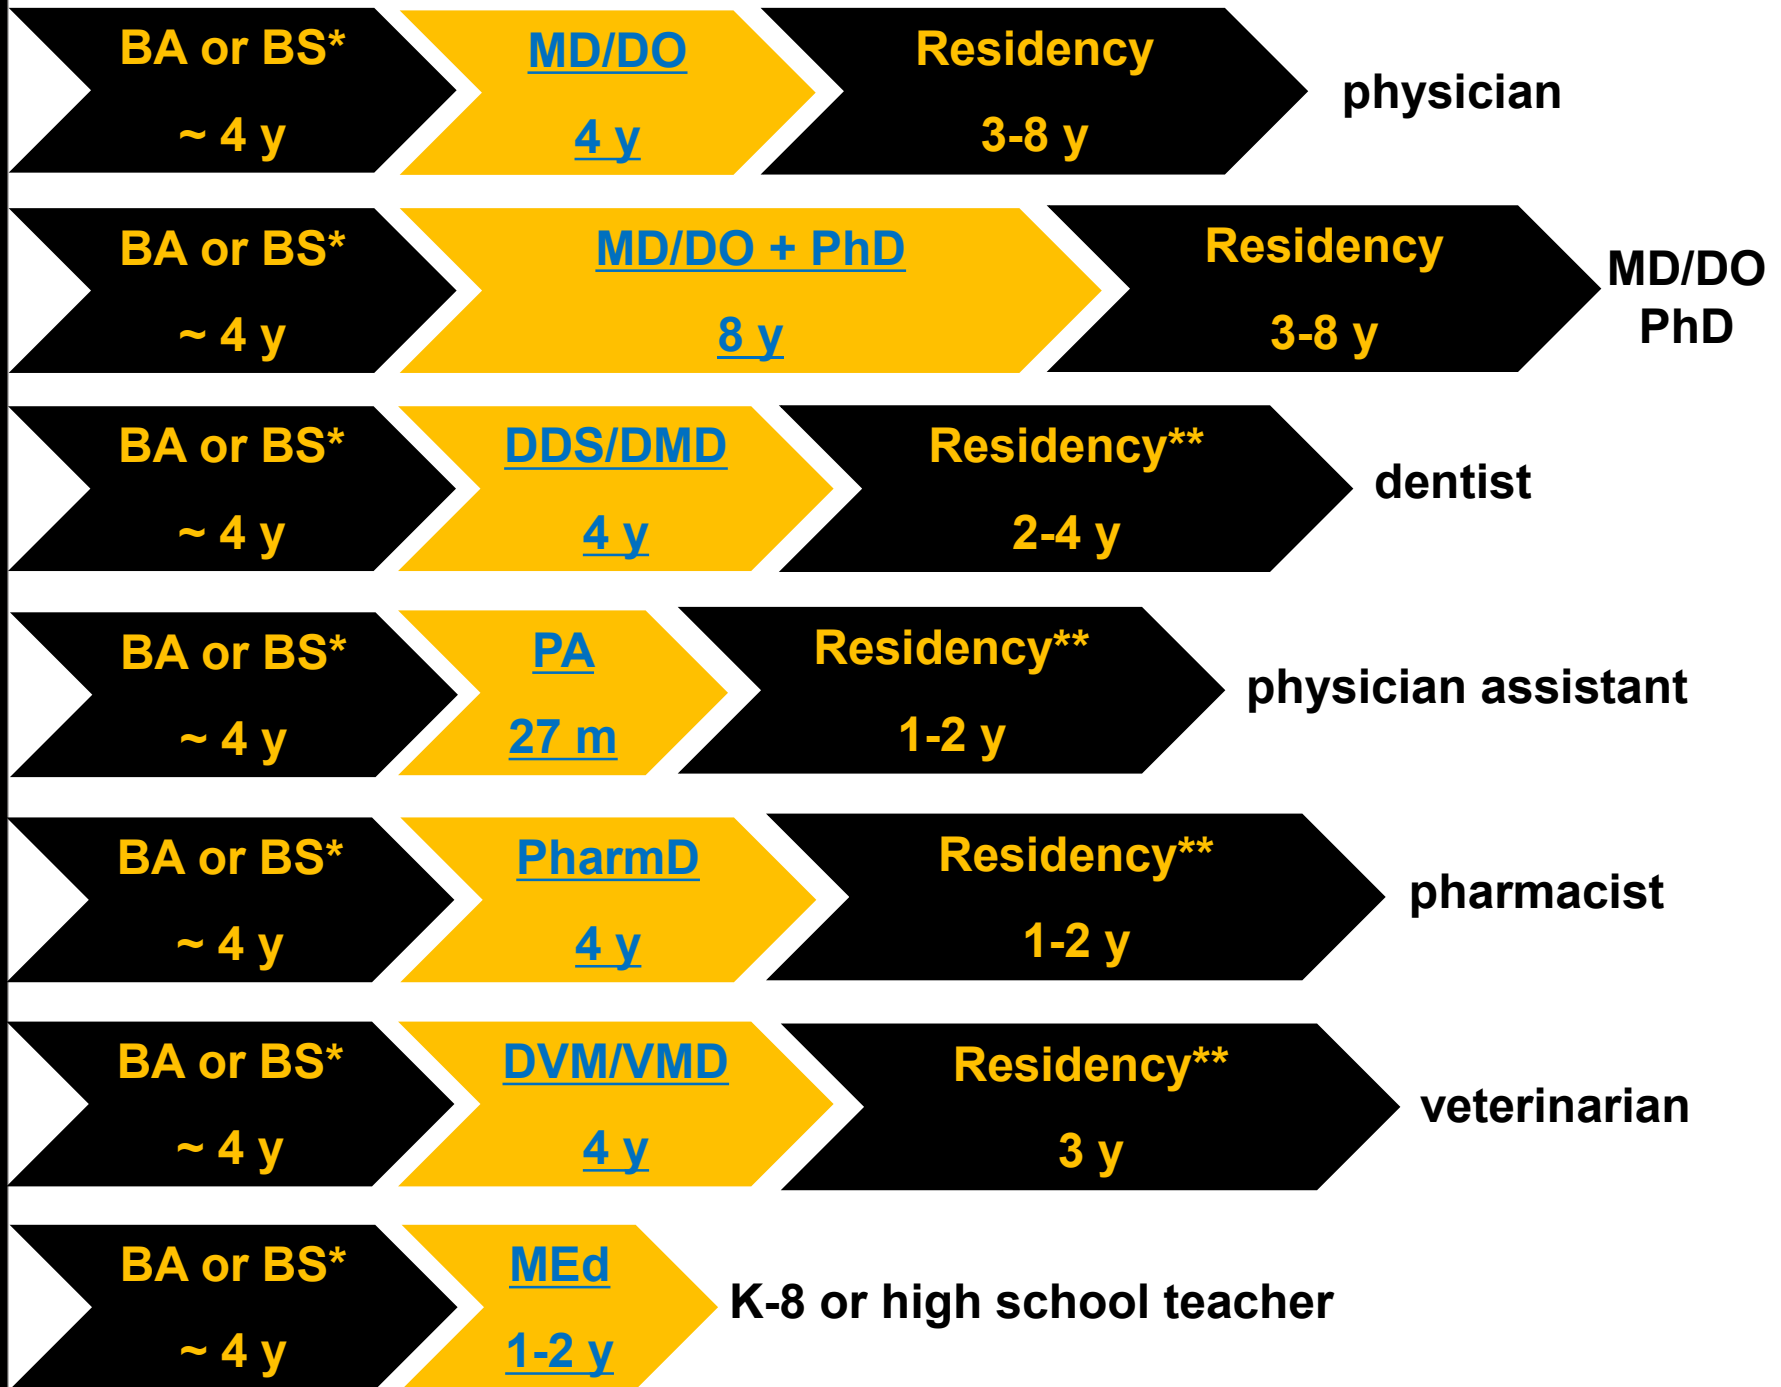 BA or BS*
~ 4 y
MD/DO
4 y
Residency
3-8 y
physician
BA or BS*
~ 4 y
MD/DO + PhD
8 y
Residency
3-8 y
MD/DO
PhD
BA or BS*
~ 4 y
DDS/DMD
4 y
Residency**
2-4 y
dentist
BA or BS*
~ 4 y
PA
27 m
Residency**
1-2 y
physician assistant
BA or BS*
~ 4 y
PharmD
4 y
Residency**
1-2 y
pharmacist
BA or BS*
~ 4 y
DVM/VMD
4 y
Residency**
3 y
veterinarian
BA or BS*
~ 4 y
MEd
1-2 y
K-8 or high school teacher